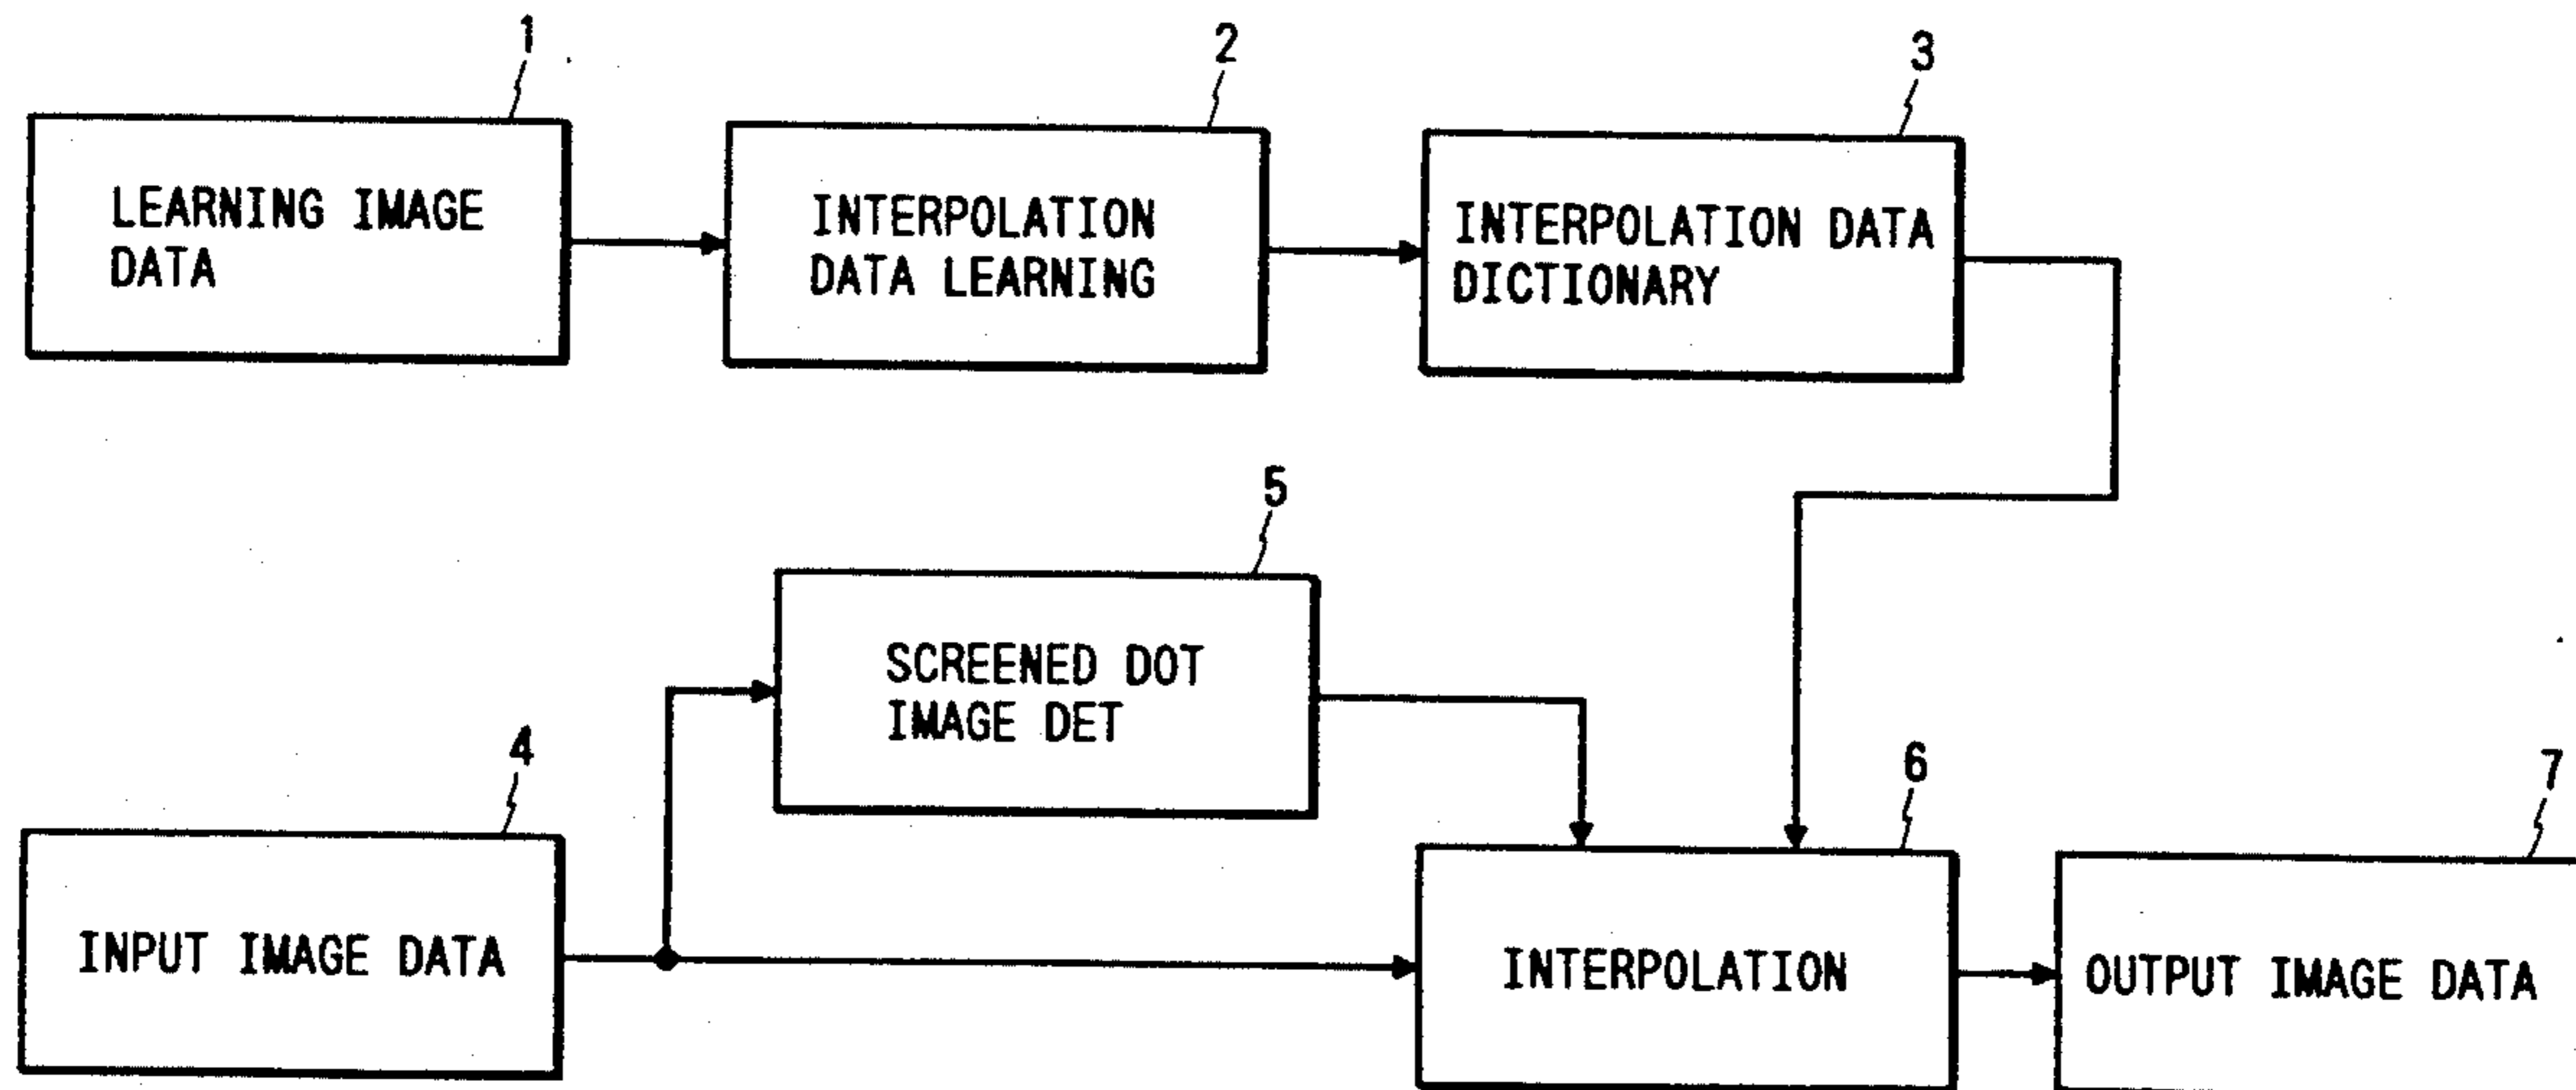 1
LEARNING IMAGE
DATA
2
INTERPOLATION
DATA LEARNING
3
INTERPOLATION DATA
DICTIONARY
5
SCREENED DOT
IMAGE DET
4
INPUT IMAGE DATA
6
INTERPOLATION
7
OUTPUT IMAGE DATA